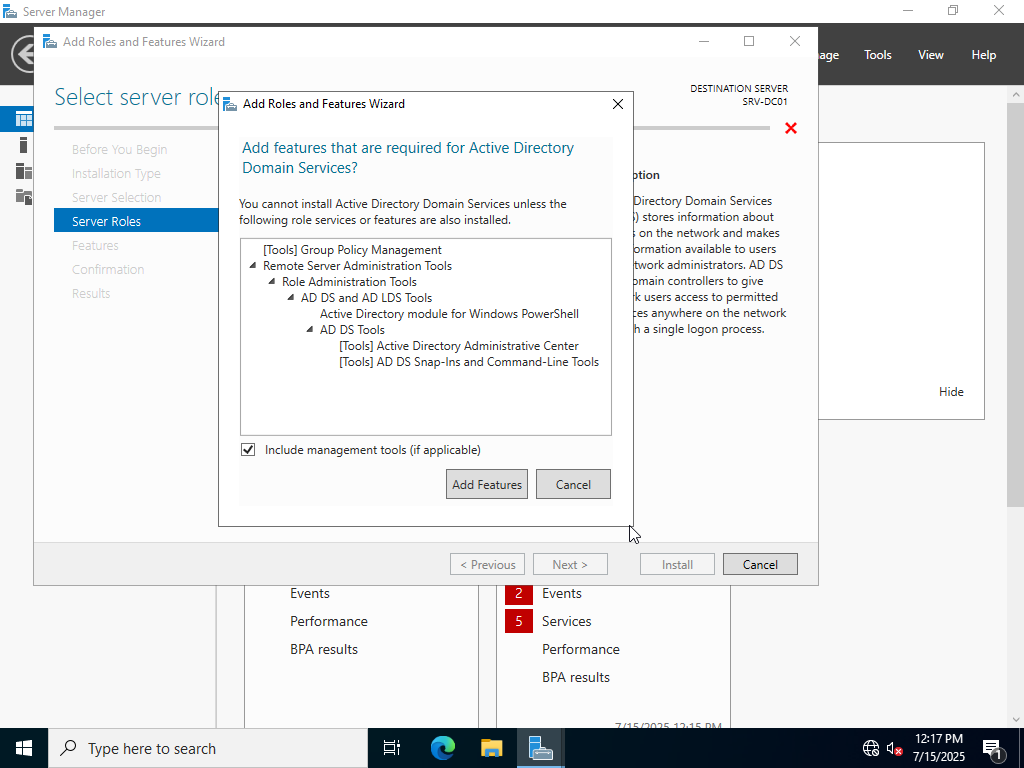 Server Manager
Add Roles and Features Wizard
Tools
View
Help
Select server
DESTINATION SERVER
SRV-DC01
Before You Begin
Installation Type
Server Selection
Server Roles
Features
Confirmation
Results
Add Roles and Features Wizard
Add features that are required for Active Directory
Domain Services?
You cannot install Active Directory Domain Services unless the
following role services or features are also installed.
[Tools] Group Policy Management
Remote Server Administration Tools
Role Administration Tools
AD DS and AD LDS Tools
Active Directory module for Windows PowerShell
AD DS Tools
[Tools] Active Directory Administrative Center
[Tools] AD DS Snap-Ins and Command-Line Tools
Include management tools (if applicable)
Add Features
Cancel
Directory Domain Services
stores information about
on the network and makes
available to users
administrators. AD DS
controllers to give
users access to permitted
anywhere on the network
a single logon process.
Hide
< Previous
Next >
Install
Cancel
Events
Performance
BPA results
2 Events
5 Services
Performance
BPA results
7/15/2025 12:15 PM
Type here to search
12:17 PM
7/15/2025
1